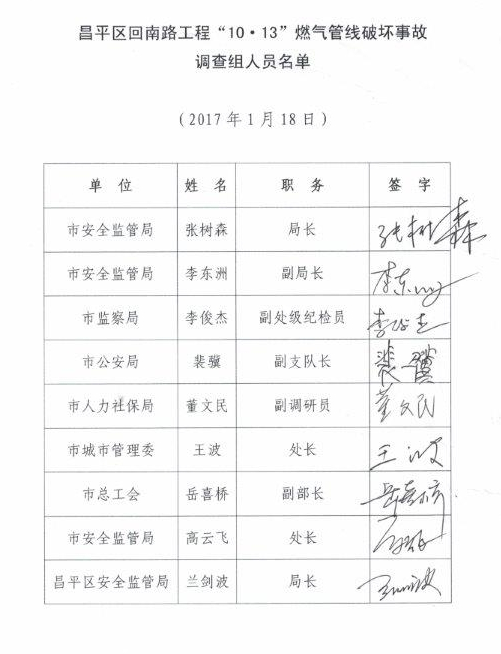 昌平区回南路工程“10·13”燃气管线破坏事故
调查组人员名单
（2017年1月18日）
单 位 姓 名 职 务 签 字
市安全监管局 张树森 局长 张树森
市安全监管局 李东洲 副局长 李东洲
市监察局 李俊杰 副处级纪检员 李俊杰
市公安局 裴骥 副支队长
市人力社保局 董文民 副调研员 董文民
市城市管理委 王波 处长 王波
市总工会 岳喜桥 副部长 岳喜桥
市安全监管局 高云飞 处长
昌平区安全监管局 兰剑波 局长